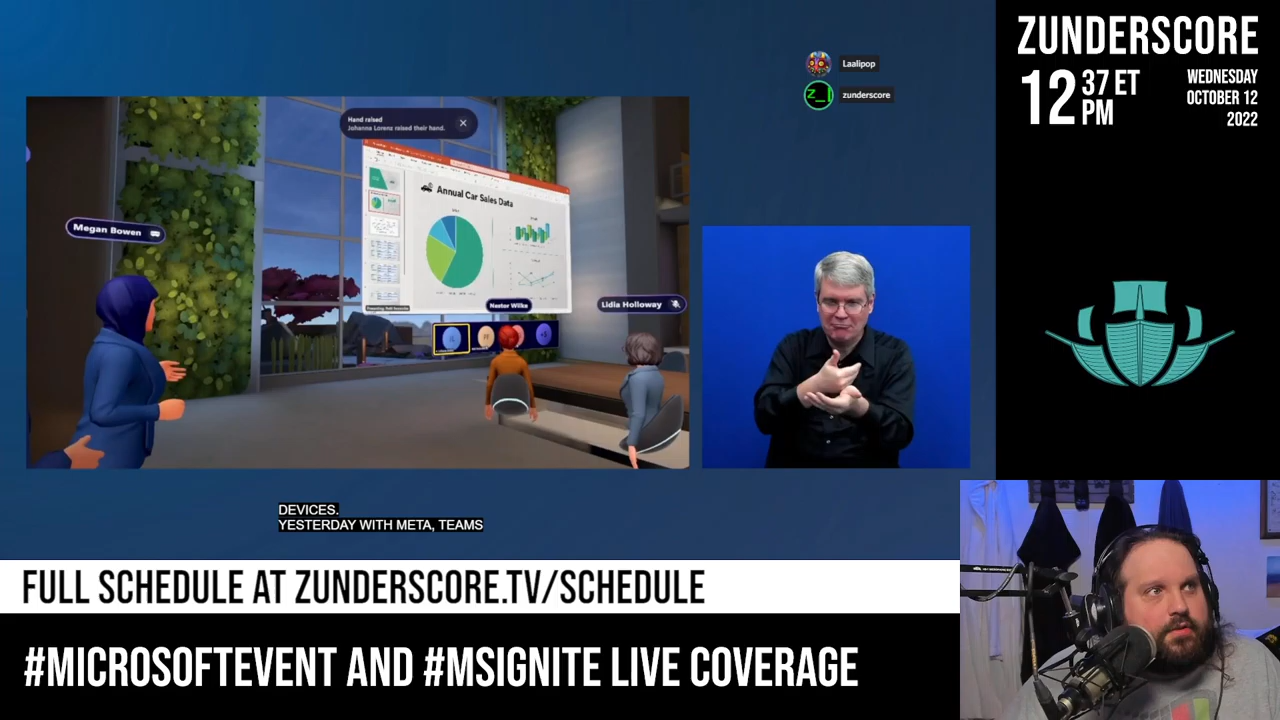 ZUNDERSCORE
12 37 ET
PM
WEDNESDAY
OCTOBER 12
2022
Laalipop
zunderscore
Hand raised
Johanna Lorenz raised their hand.
Annual Car Sales Data
Megan Bowen
Nestor Wilke
Lidia Holloway
DEVICES.
YESTERDAY WITH META, TEAMS
FULL SCHEDULE AT ZUNDERSCORE.TV/SCHEDULE
#MICROSOFTEVENT AND #MSIGNITE LIVE COVERAGE